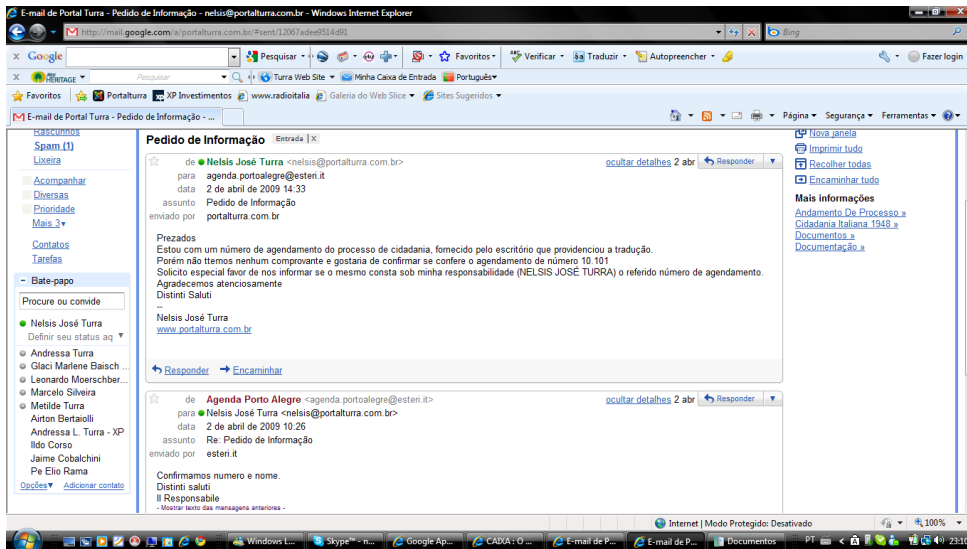 E-mail de Portal Turra - Pedido de Informação - nelsis@portalturra.com.br - Windows Internet Explorer
http://mail.google.com/a/portalturra.com.br/#sent/12067adee9514d91
Bing
Google
Pesquisar
Favoritos
Verificar
Traduzir
Autopreencher
Fazer login
HERITAGE
Pesquisar
Turra Web Site
Minha Caixa de Entrada
Português
Favoritos
Portalturra
XP Investimentos
www.radioitalia
Galeria do Web Slice
Sites Sugeridos
E-mail de Portal Turra - Pedido de Informação - ...
Página
Segurança
Ferramentas
Rascunhos
Spam (1)
Lixeira
Acompanhar
Diversas
Prioridade
Mais 3
Contatos
Tarefas
Bate-papo
Procure ou convide
Nelsis José Turra
Definir seu status aq
Andressa Turra
Glaci Marlene Baisch ...
Leonardo Moerschber...
Marcelo Silveira
Metilde Turra
Airton Bertaiolli
Andressa L. Turra - XP
Ildo Corso
Jaime Cobalchini
Pe Elio Rama
Opções
Adicionar contato
Pedido de Informação Entrada X
de Nelsis José Turra <nelsis@portalturra.com.br>
ocultar detalhes 2 abr Responder
para agenda.portoalegre@esteri.it
data 2 de abril de 2009 14:33
assunto Pedido de Informação
enviado por portalturra.com.br
Prezados
Estou com um número de agendamento do processo de cidadania, fornecido pelo escritório que providenciou a tradução.
Porém não ttemos nenhum comprovante e gostaria de confirmar se confere o agendamento de número 10.101
Solicito especial favor de nos informar se o mesmo consta sob minha responsabilidade (NELSIS JOSÉ TURRA) o referido número de agendamento.
Agradecemos atenciosamente
Distinti Saluti
--
Nelsis José Turra
www.portalturra.com.br
Responder
Encaminhar
de Agenda Porto Alegre <agenda.portoalegre@esteri.it>
ocultar detalhes 2 abr Responder
para Nelsis José Turra <nelsis@portalturra.com.br>
data 2 de abril de 2009 10:26
assunto Re: Pedido de Informação
enviado por esteri.it
Confirmamos numero e nome.
Distinti saluti
Il Responsabile
- Mostrar texto das mensagens anteriores -
Nova janela
Imprimir tudo
Recolher todas
Encaminhar tudo
Mais informações
Andamento De Processo »
Cidadania Italiana 1948 »
Documentos »
Documentação »
Internet | Modo Protegido: Desativado
100%
Windows L...
Skype™ - n...
Google Ap...
CAIXA : O ...
E-mail de P...
E-mail de P...
Documentos
PT
23:10